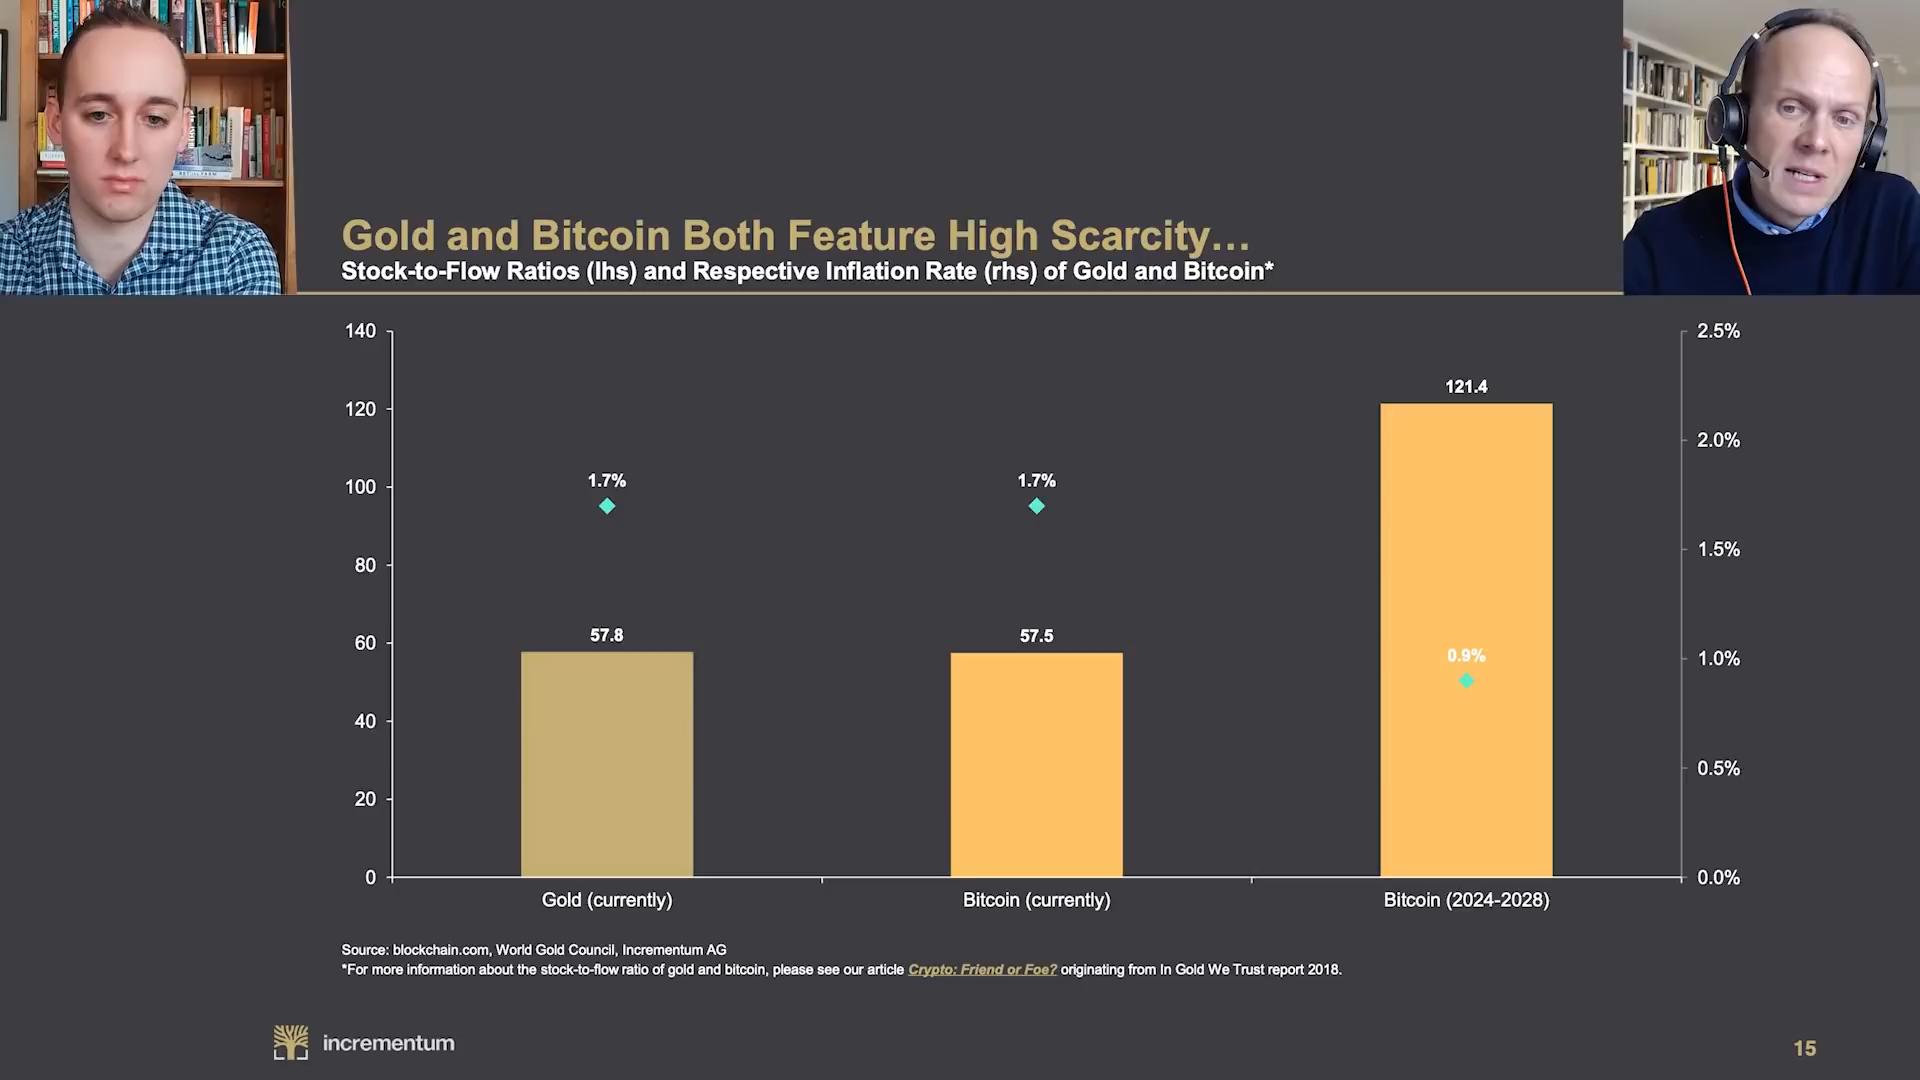 Gold and Bitcoin Both Feature High Scarcity…
Stock-to-Flow Ratios (lhs) and Respective Inflation Rate (rhs) of Gold and Bitcoin*
140
120
100
80
60
40
20
0
2.5%
2.0%
1.5%
1.0%
0.5%
0.0%
1.7%
57.8
1.7%
57.5
121.4
0.9%
Gold (currently)
Bitcoin (currently)
Bitcoin (2024-2028)
Source: blockchain.com, World Gold Council, Incrementum AG
*For more information about the stock-to-flow ratio of gold and bitcoin, please see our article Crypto: Friend or Foe? originating from In Gold We Trust report 2018.
incrementum
15